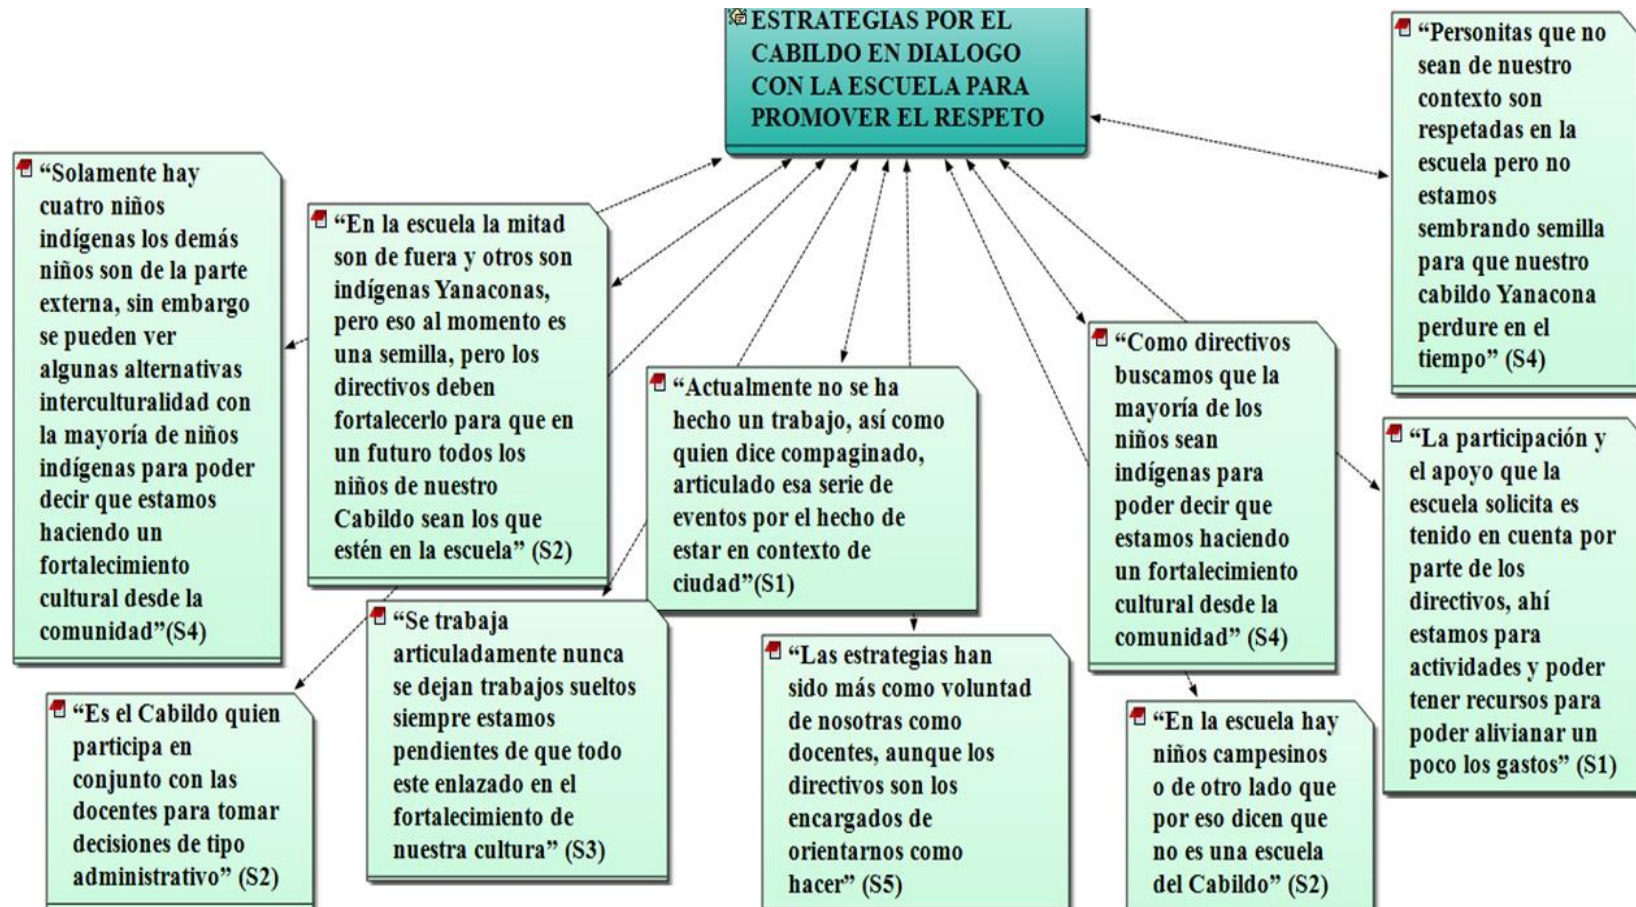 ESTRATEGIAS POR EL
CABILDO EN DIALOGO
CON LA ESCUELA PARA
PROMOVER EL RESPETO
“Personitas que no
sean de nuestro
contexto son
respetadas en la
escuela pero no
estamos
sembrando semilla
para que nuestro
cabildo Yanacona
perdure en el
tiempo” (S4)
“Solamente hay
cuatro niños
indígenas los demás
niños son de la parte
externa, sin embargo
se pueden ver
algunas alternativas
interculturalidad con
la mayoría de niños
indígenas para poder
decir que estamos
haciendo un
fortalecimiento
cultural desde la
comunidad”(S4)
“En la escuela la mitad
son de fuera y otros son
indígenas Yanaconas,
pero eso al momento es
una semilla, pero los
directivos deben
fortalecerlo para que en
un futuro todos los
niños de nuestro
Cabildo sean los que
estén en la escuela” (S2)
“Actualmente no se ha
hecho un trabajo, así como
quien dice compaginado,
articulado esa serie de
eventos por el hecho de
estar en contexto de
ciudad”(S1)
“Como directivos
buscamos que la
mayoría de los
niños sean
indígenas para
poder decir que
estamos haciendo
un fortalecimiento
cultural desde la
comunidad” (S4)
“La participación y
el apoyo que la
escuela solicita es
tenido en cuenta por
parte de los
directivos, ahí
estamos para
actividades y poder
tener recursos para
poder alivianar un
poco los gastos” (S1)
“Es el Cabildo quien
participa en
conjunto con las
docentes para tomar
decisiones de tipo
administrativo” (S2)
“Se trabaja
articuladamente nunca
se dejan trabajos sueltos
siempre estamos
pendientes de que todo
este enlazado en el
fortalecimiento de
nuestra cultura” (S3)
“Las estrategias han
sido más como voluntad
de nosotras como
docentes, aunque los
directivos son los
encargados de
orientarnos como
hacer” (S5)
“En la escuela hay
niños campesinos
o de otro lado que
por eso dicen que
no es una escuela
del Cabildo” (S2)